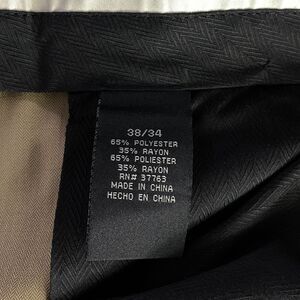 38/34
65% POLYESTER
35% RAYON
65% POLIESTER
35% RAYON
RN# 37763
MADE IN CHINA
HECHO EN CHINA